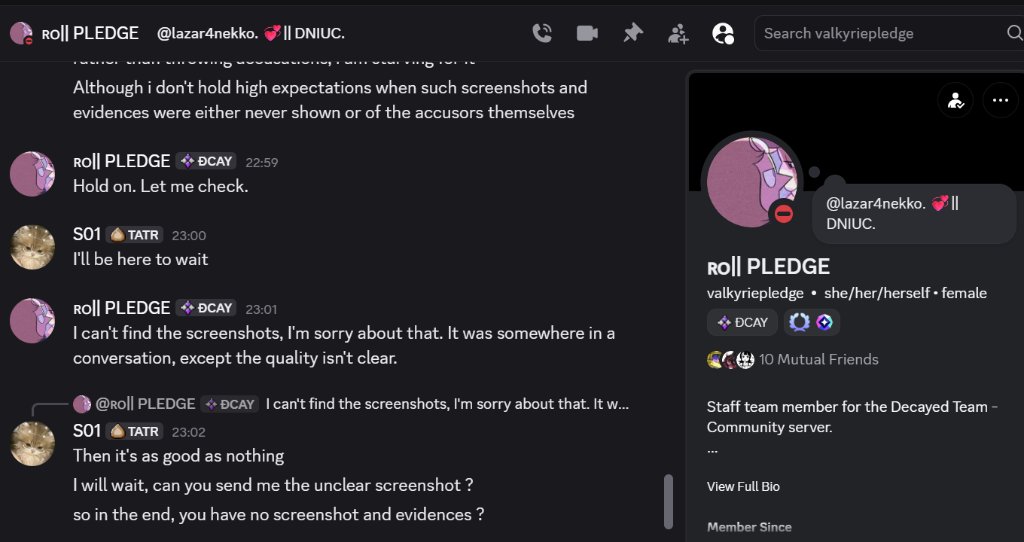 ʀᴏ|| PLEDGE @lazar4nekko. 💞 || DNIUC.
Search valkyriepledge
rather than throwing accusations, I am starving for it
Although i don't hold high expectations when such screenshots and
evidences were either never shown or of the accusors themselves
ʀᴏ|| PLEDGE ÐCAY 22:59
Hold on. Let me check.
S01 TATR 23:00
I'll be here to wait
ʀᴏ|| PLEDGE ÐCAY 23:01
I can't find the screenshots, I'm sorry about that. It was somewhere in a
conversation, except the quality isn't clear.
@ʀᴏ|| PLEDGE ÐCAY I can't find the screenshots, I'm sorry about that. It w...
S01 TATR 23:02
Then it's as good as nothing
I will wait, can you send me the unclear screenshot ?
so in the end, you have no screenshot and evidences ?
@lazar4nekko. 💞 ||
DNIUC.
ʀᴏ|| PLEDGE
valkyriepledge • she/her/herself • female
ÐCAY
10 Mutual Friends
Staff team member for the Decayed Team -
Community server.
...
View Full Bio
Member Since